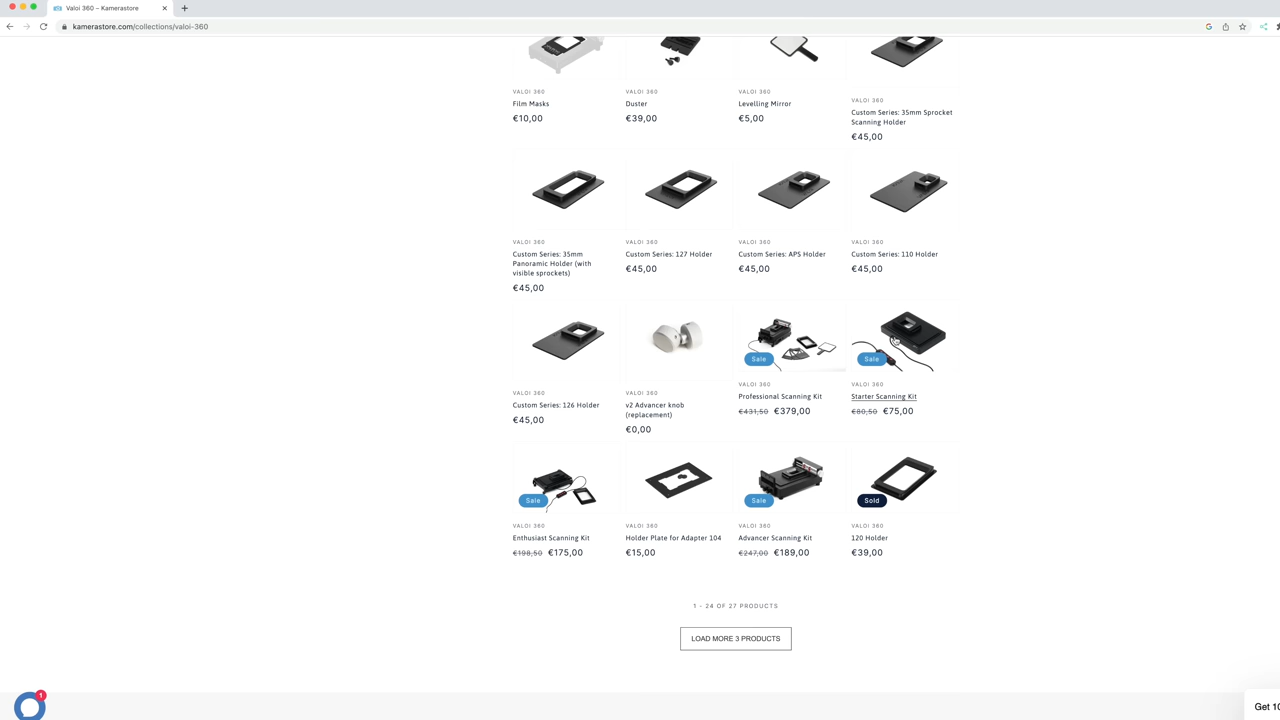 Valoi 360 – Kamerastore
kamerastore.com/collections/valoi-360
VALOI 360
Film Masks
€10,00
VALOI 360
Duster
€39,00
VALOI 360
Levelling Mirror
€5,00
VALOI 360
Custom Series: 35mm Sprocket
Scanning Holder
€45,00
VALOI 360
Custom Series: 35mm
Panoramic Holder (with
visible sprockets)
€45,00
VALOI 360
Custom Series: 127 Holder
€45,00
VALOI 360
Custom Series: APS Holder
€45,00
VALOI 360
Custom Series: 110 Holder
€45,00
VALOI 360
Custom Series: 126 Holder
€45,00
VALOI 360
v2 Advancer knob
(replacement)
€0,00
Sale
VALOI 360
Professional Scanning Kit
€431,50 €379,00
Sale
VALOI 360
Starter Scanning Kit
€80,50 €75,00
Sale
VALOI 360
Enthusiast Scanning Kit
€198,50 €175,00
VALOI 360
Holder Plate for Adapter 104
€15,00
Sale
VALOI 360
Advancer Scanning Kit
€247,00 €189,00
Sold
VALOI 360
120 Holder
€39,00
1 - 24 OF 27 PRODUCTS
LOAD MORE 3 PRODUCTS
1
Get 10